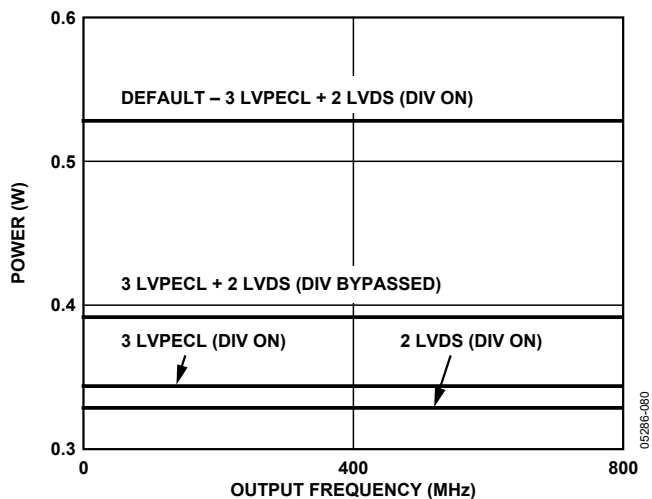 0.6
DEFAULT – 3 LVPECL + 2 LVDS (DIV ON)
0.5
POWER (W)
3 LVPECL + 2 LVDS (DIV BYPASSED)
0.4
3 LVPECL (DIV ON)
2 LVDS (DIV ON)
0.3
0
400
800
OUTPUT FREQUENCY (MHz)
05286-080